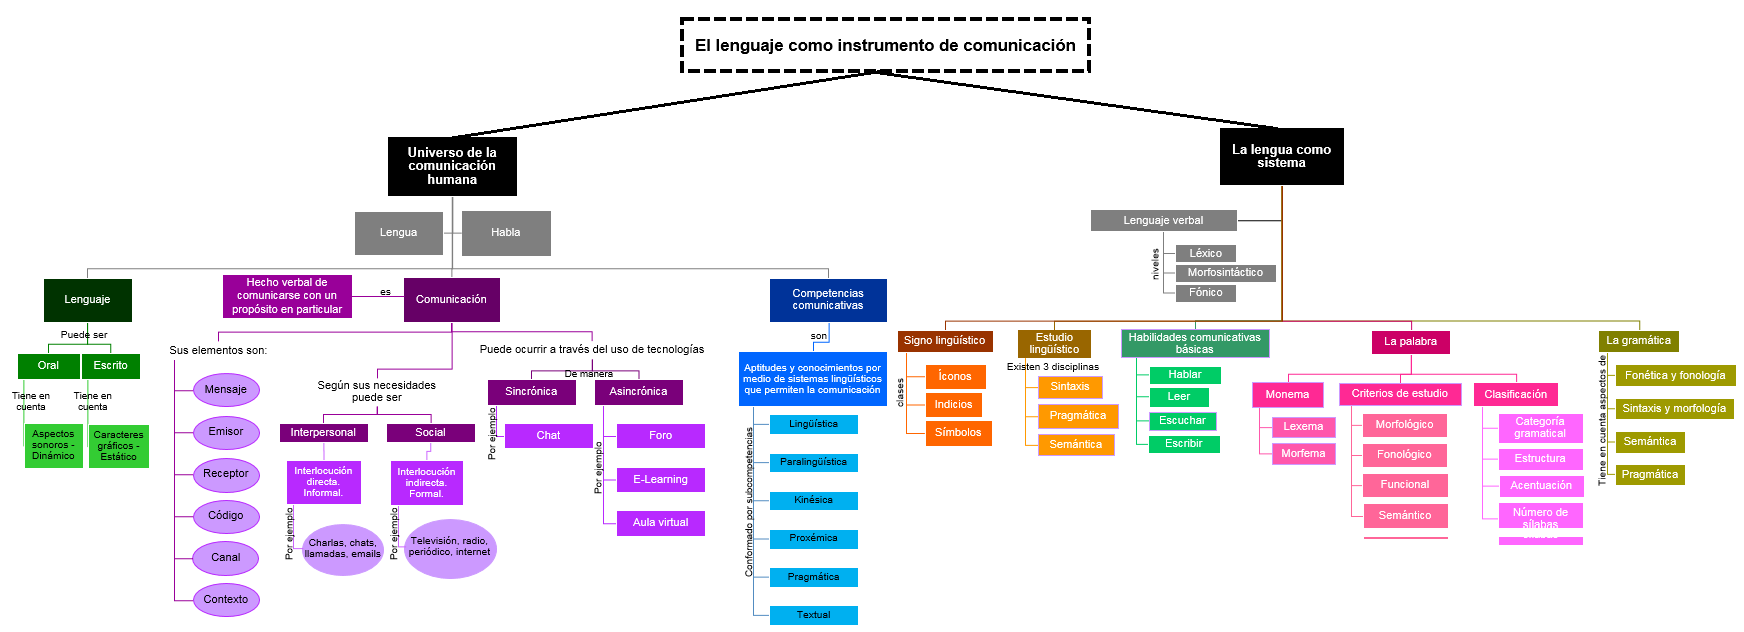 El lenguaje como instrumento de comunicación
Universo de la
comunicación
humana
Lengua
Habla
Lenguaje
Puede ser
Oral
Escrito
Tiene en
cuenta
Tiene en
cuenta
Aspectos
sonoros -
Dinámico
Caracteres
gráficos -
Estático
Hecho verbal de
comunicarse con un
propósito en particular
es
Comunicación
Sus elementos son:
Mensaje
Emisor
Receptor
Código
Canal
Contexto
Según sus necesidades
puede ser
Interpersonal
Social
Interlocución
directa.
Informal.
Interlocución
indirecta.
Formal.
Por ejemplo
Charlas, chats,
llamadas, emails
Por ejemplo
Televisión, radio,
periódico, internet
Puede ocurrir a través del uso de tecnologías
De manera
Sincrónica
Asincrónica
Por ejemplo
Chat
Por ejemplo
Foro
E-Learning
Aula virtual
Competencias
comunicativas
son
Aptitudes y conocimientos por
medio de sistemas lingüísticos
que permiten la comunicación
Conformado por subcompetencias
Lingüística
Paralingüística
Kinésica
Proxémica
Pragmática
Textual
La lengua como
sistema
Lenguaje verbal
niveles
Léxico
Morfosintáctico
Fónico
Signo lingüístico
clases
Íconos
Indicios
Símbolos
Estudio
lingüístico
Existen 3 disciplinas
Sintaxis
Pragmática
Semántica
Habilidades comunicativas
básicas
Hablar
Leer
Escuchar
Escribir
La palabra
Monema
Lexema
Morfema
Criterios de estudio
Morfológico
Fonológico
Funcional
Semántico
Clasificación
Categoría
gramatical
Estructura
Acentuación
Número de
sílabas
La gramática
Tiene en cuenta aspectos de
Fonética y fonología
Sintaxis y morfología
Semántica
Pragmática